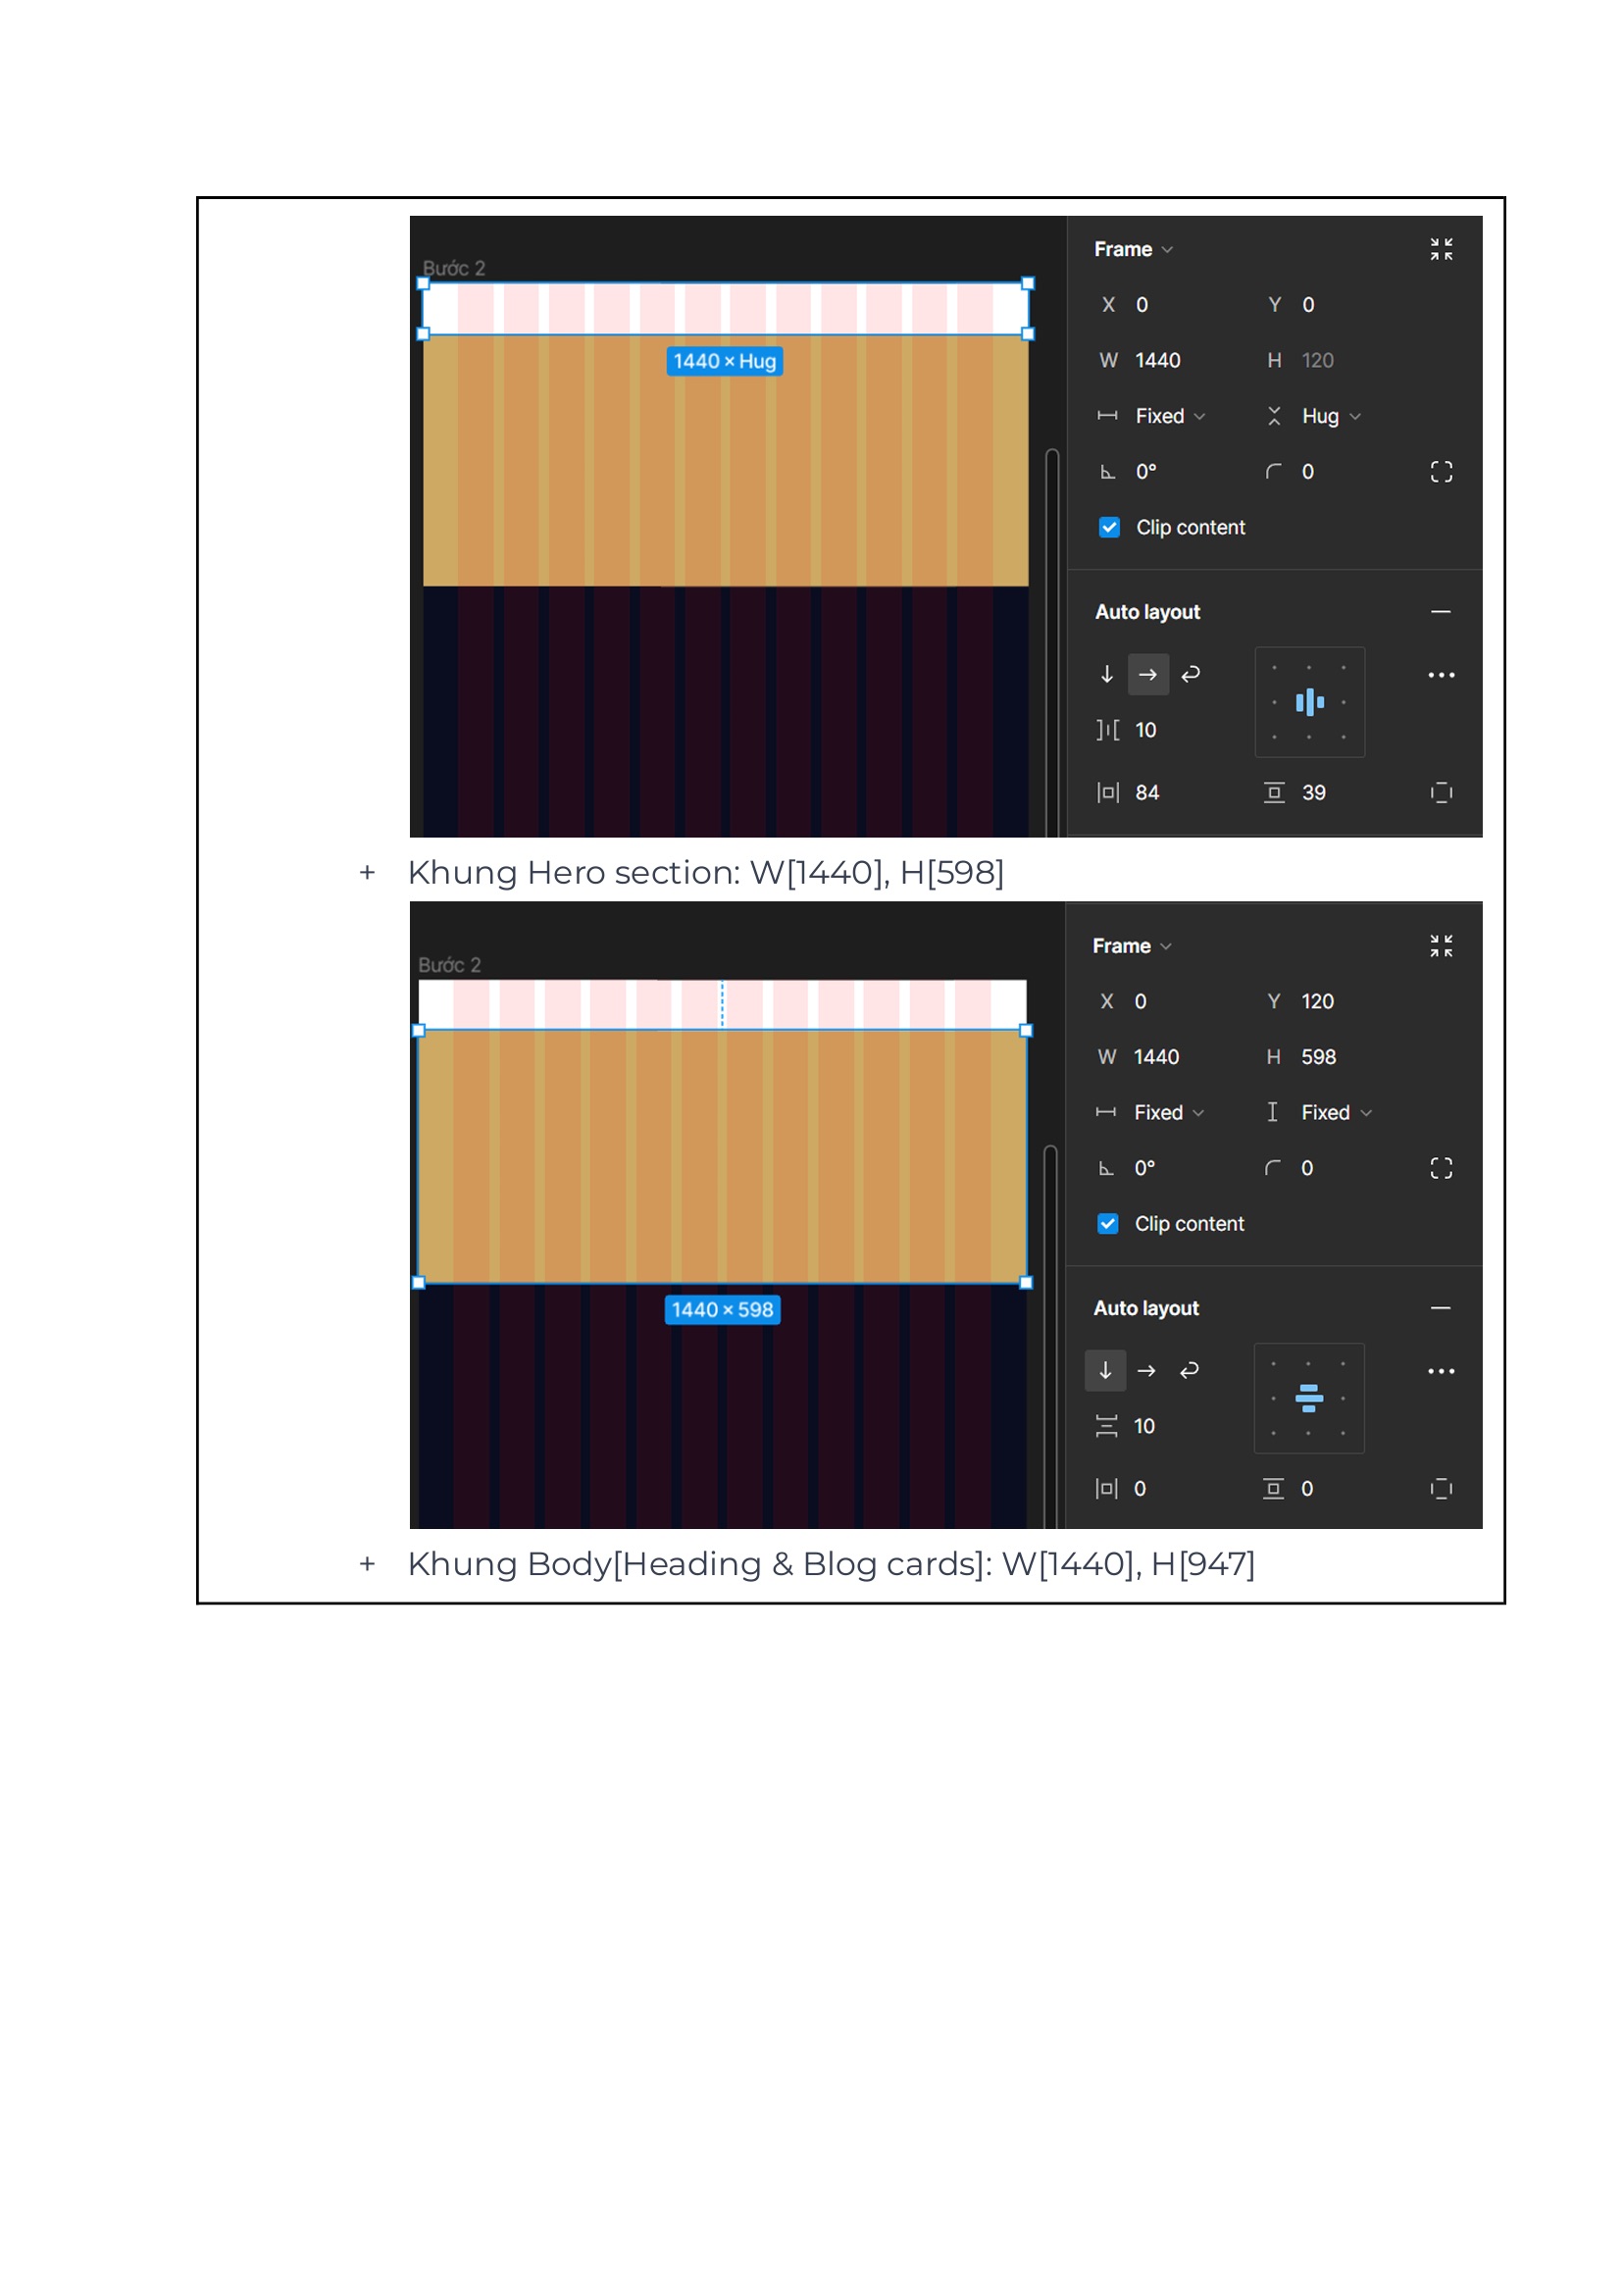 Bước 2
1440 × Hug
Frame
X 0 Y 0
W 1440 H 120
Fixed Hug
0° 0
Clip content
Auto layout
10
84 39
+ Khung Hero section: W[1440], H[598]
Bước 2
1440 × 598
Frame
X 0 Y 120
W 1440 H 598
Fixed Fixed
0° 0
Clip content
Auto layout
10
0 0
+ Khung Body[Heading & Blog cards]: W[1440], H[947]